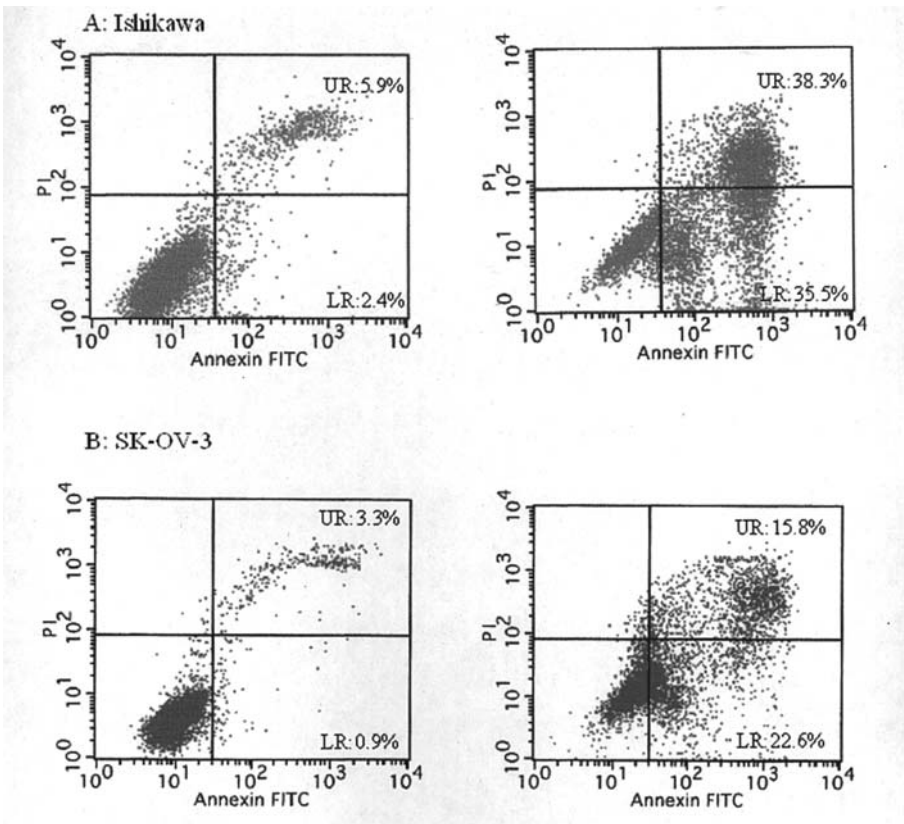 A: Ishikawa
UR:5.9%
LR:2.4%
PI
10^0
10^1
10^2
10^3
10^4
10^0 10^1 10^2 10^3 10^4
Annexin FITC
UR:38.3%
LR:35.5%
PI
10^0
10^1
10^2
10^3
10^4
10^0 10^1 10^2 10^3 10^4
Annexin FITC
B: SK-OV-3
UR:3.3%
LR:0.9%
PI
10^0
10^1
10^2
10^3
10^4
10^0 10^1 10^2 10^3 10^4
Annexin FITC
UR:15.8%
LR:22.6%
PI
10^0
10^1
10^2
10^3
10^4
10^0 10^1 10^2 10^3 10^4
Annexin FITC